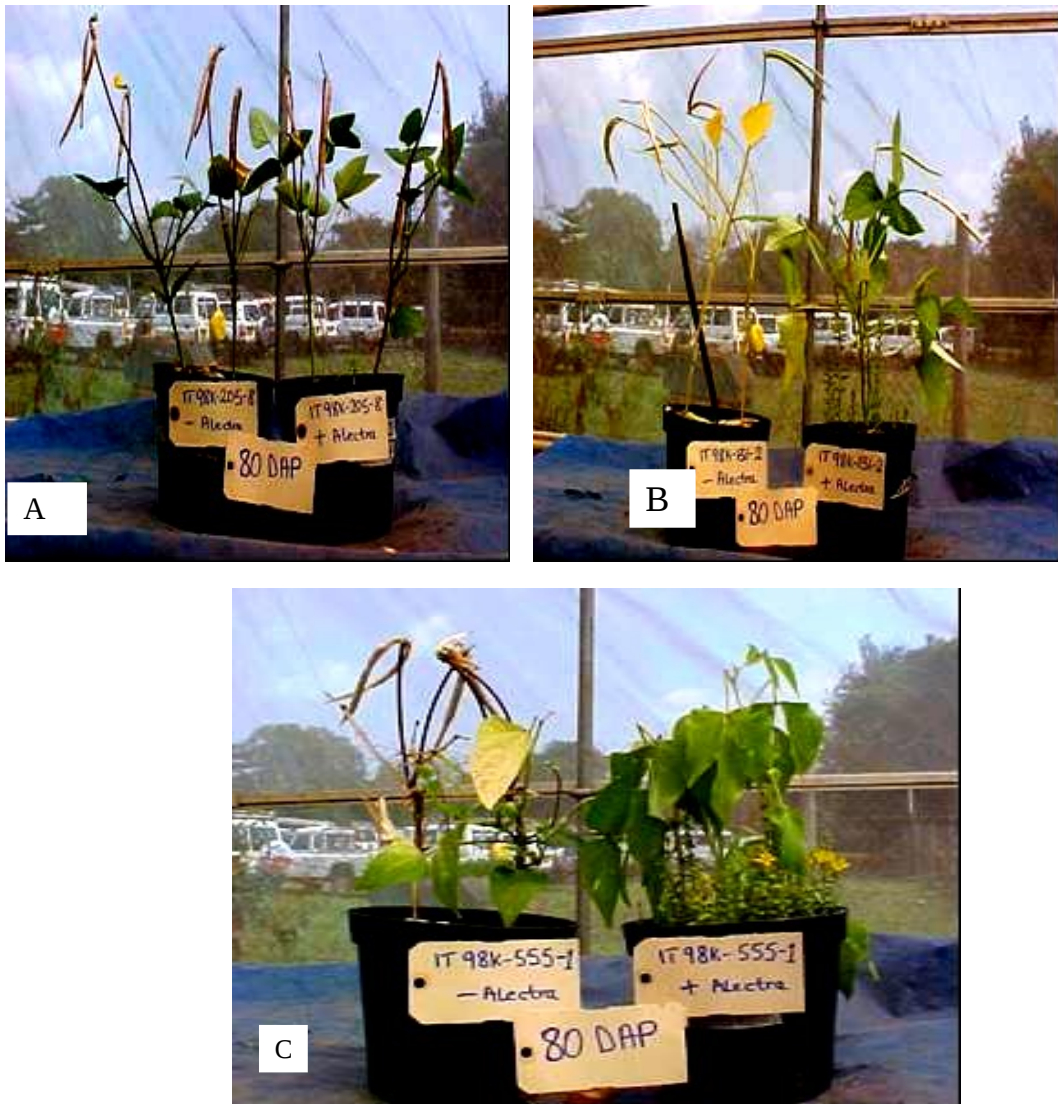 IT98K-205-8
- Alectra
IT98K-205-8
+ Alectra
80 DAP
A
- Alectra
+ Alectra
80 DAP
B
IT98K-555-1
- Alectra
IT98K-555-1
+ Alectra
80 DAP
C